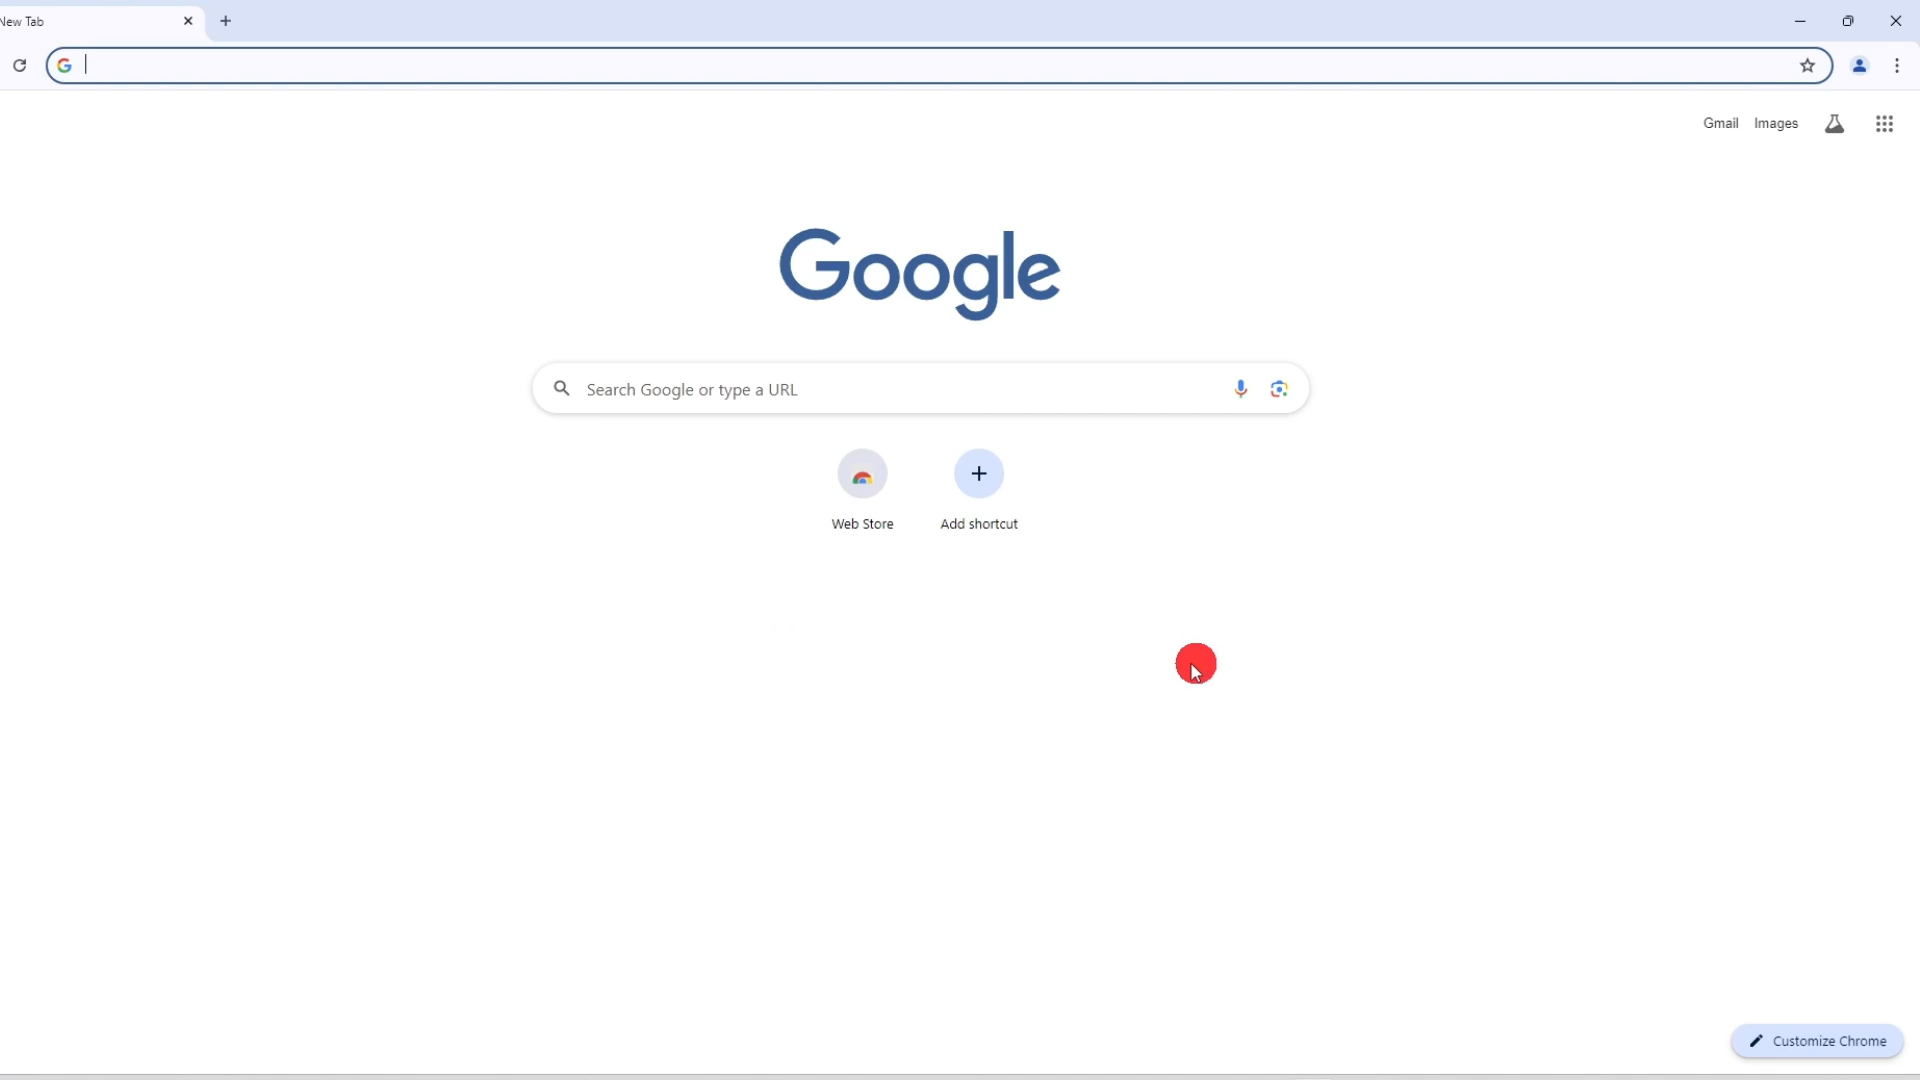 New Tab
Gmail Images
Google
Search Google or type a URL
Web Store
Add shortcut
Customize Chrome